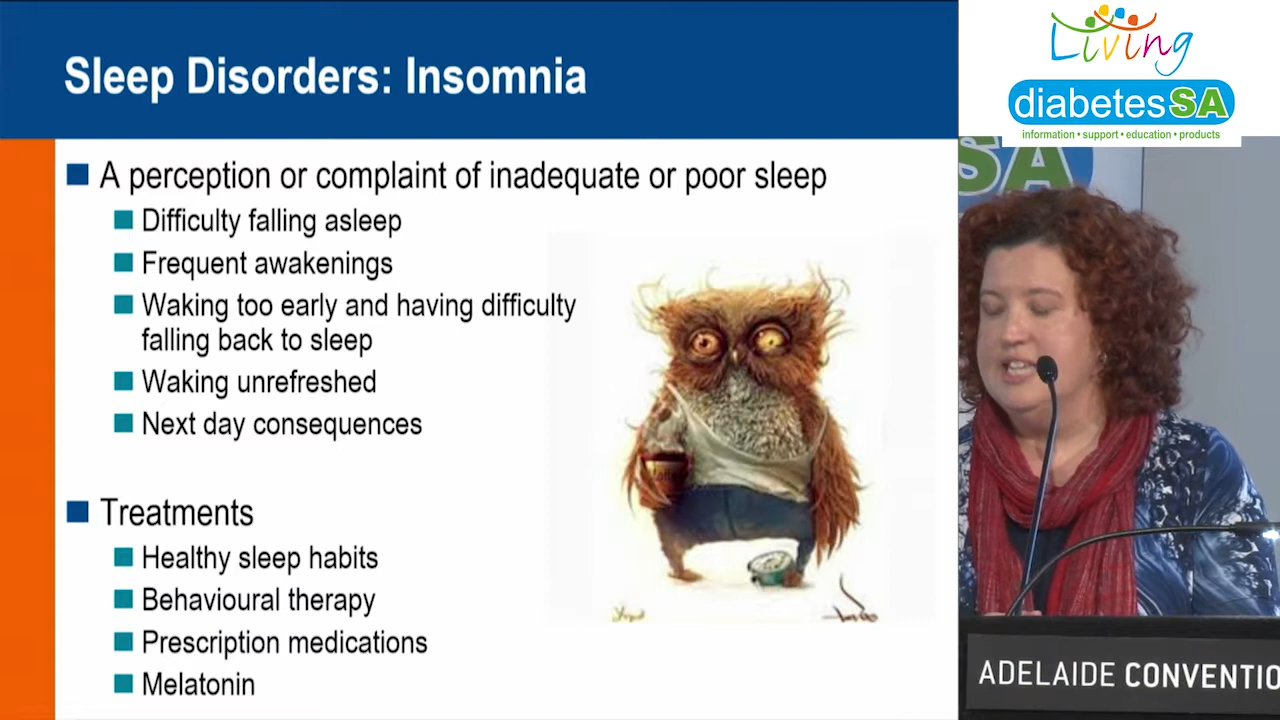 Sleep Disorders: Insomnia
A perception or complaint of inadequate or poor sleep
Difficulty falling asleep
Frequent awakenings
Waking too early and having difficulty
falling back to sleep
Waking unrefreshed
Next day consequences
Treatments
Healthy sleep habits
Behavioural therapy
Prescription medications
Melatonin
Living
diabetesSA
information • support • education • products
SA
ADELAIDE CONVENTIO